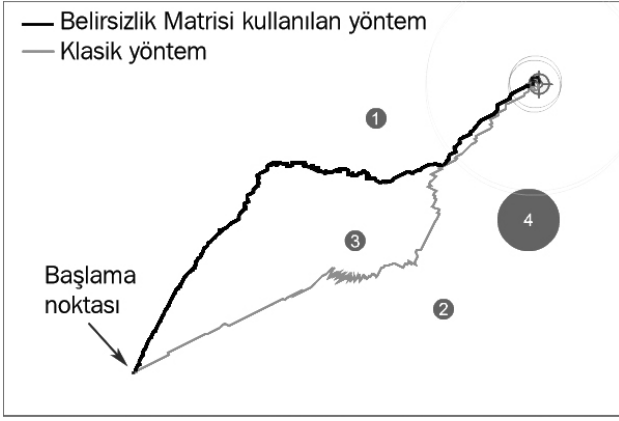 Belirsizlik Matrisi kullanılan yöntem
Klasik yöntem
1
4
3
Başlama
noktası
2